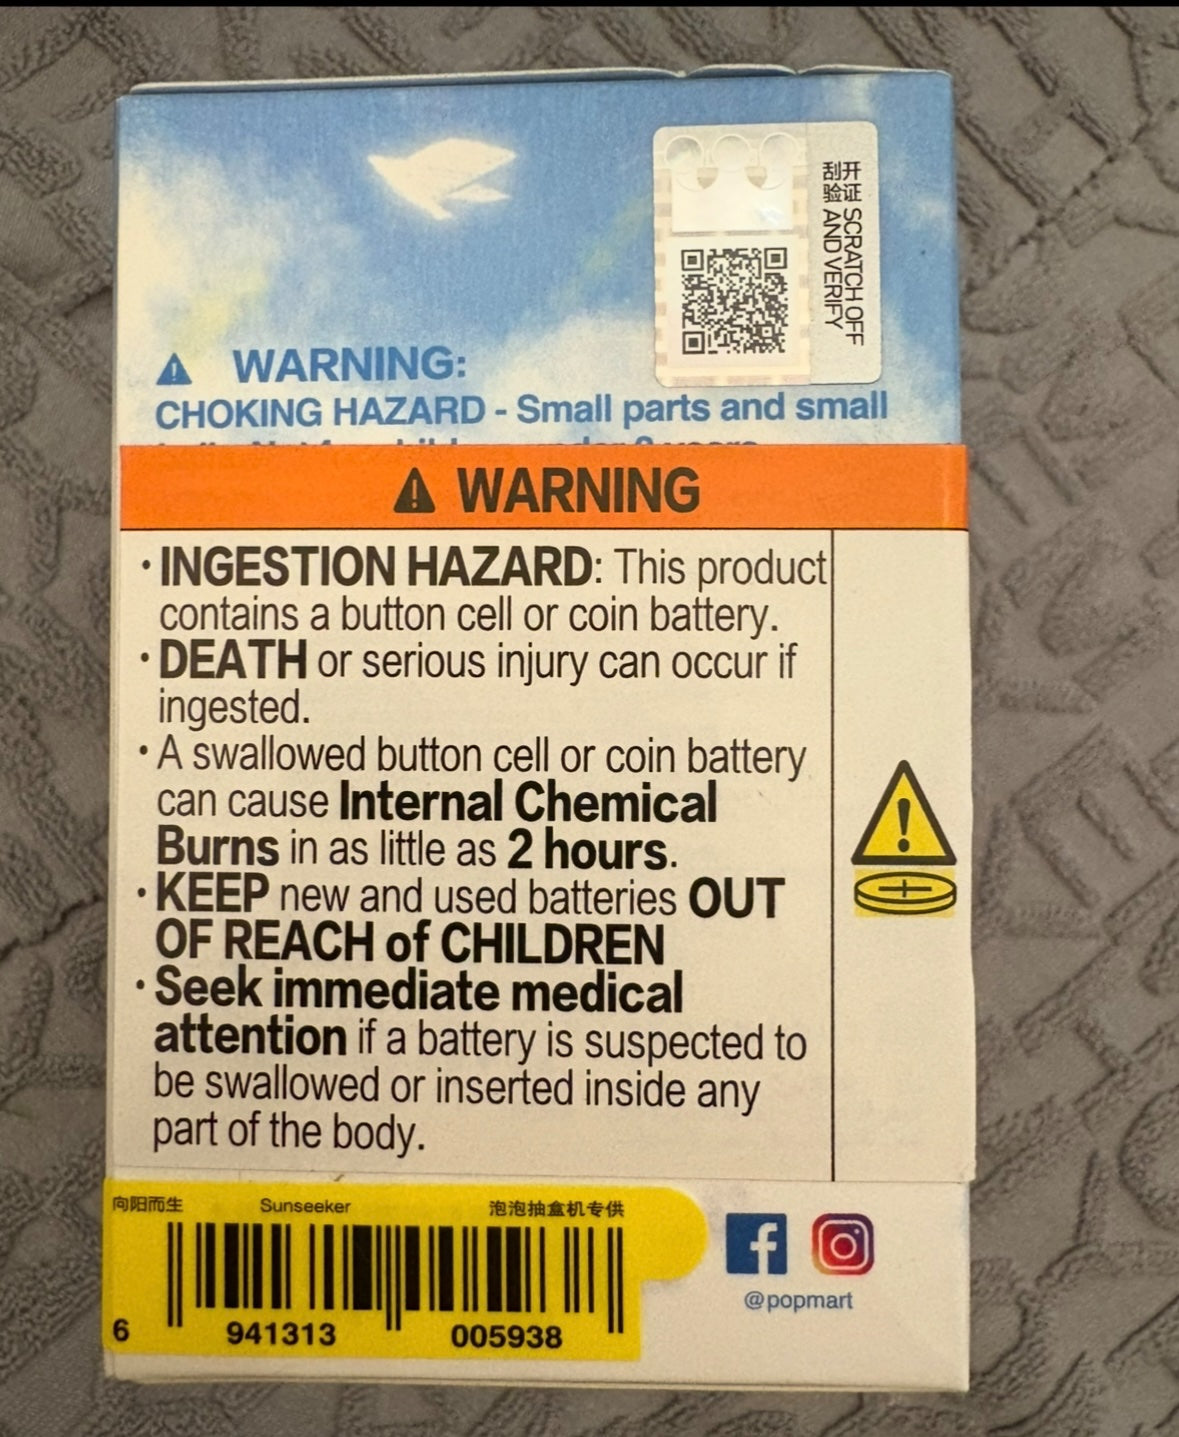 刮开
验证
SCRATCH OFF
AND VERIFY
WARNING:
CHOKING HAZARD - Small parts and small
WARNING
· INGESTION HAZARD: This product
contains a button cell or coin battery.
· DEATH or serious injury can occur if
ingested.
· A swallowed button cell or coin battery
can cause Internal Chemical
Burns in as little as 2 hours.
· KEEP new and used batteries OUT
OF REACH of CHILDREN
· Seek immediate medical
attention if a battery is suspected to
be swallowed or inserted inside any
part of the body.
向阳而生 Sunseeker 泡泡抽盒机专供
6 941313 005938
@popmart